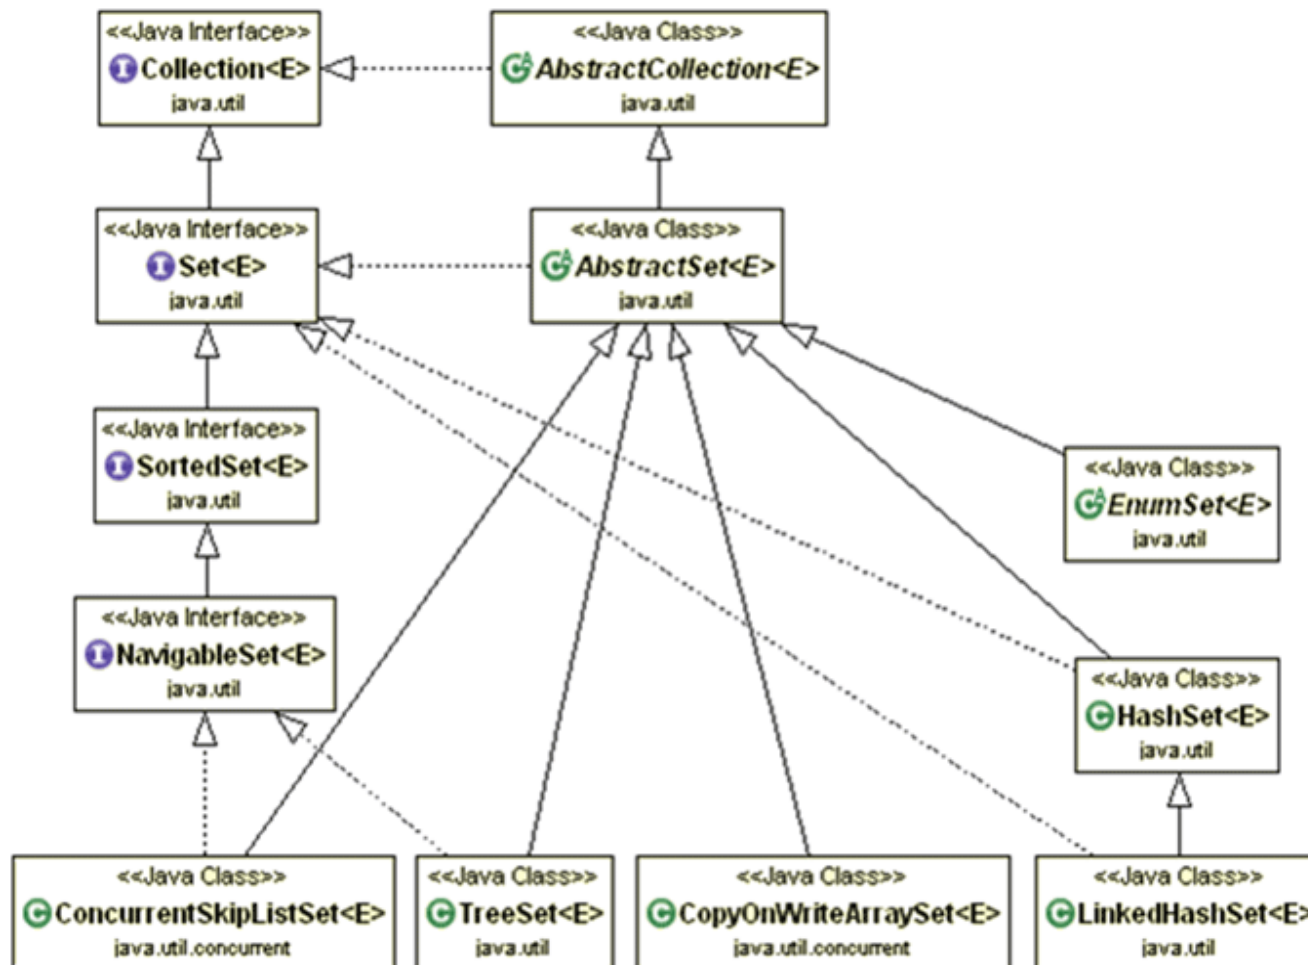 <<Java Interface>>
Collection<E>
java.util
<<Java Class>>
AbstractCollection<E>
java.util
<<Java Interface>>
Set<E>
java.util
<<Java Class>>
AbstractSet<E>
java.util
<<Java Interface>>
SortedSet<E>
java.util
<<Java Class>>
EnumSet<E>
java.util
<<Java Interface>>
NavigableSet<E>
java.util
<<Java Class>>
HashSet<E>
java.util
<<Java Class>>
ConcurrentSkipListSet<E>
java.util.concurrent
<<Java Class>>
TreeSet<E>
java.util
<<Java Class>>
CopyOnWriteArraySet<E>
java.util.concurrent
<<Java Class>>
LinkedHashSet<E>
java.util